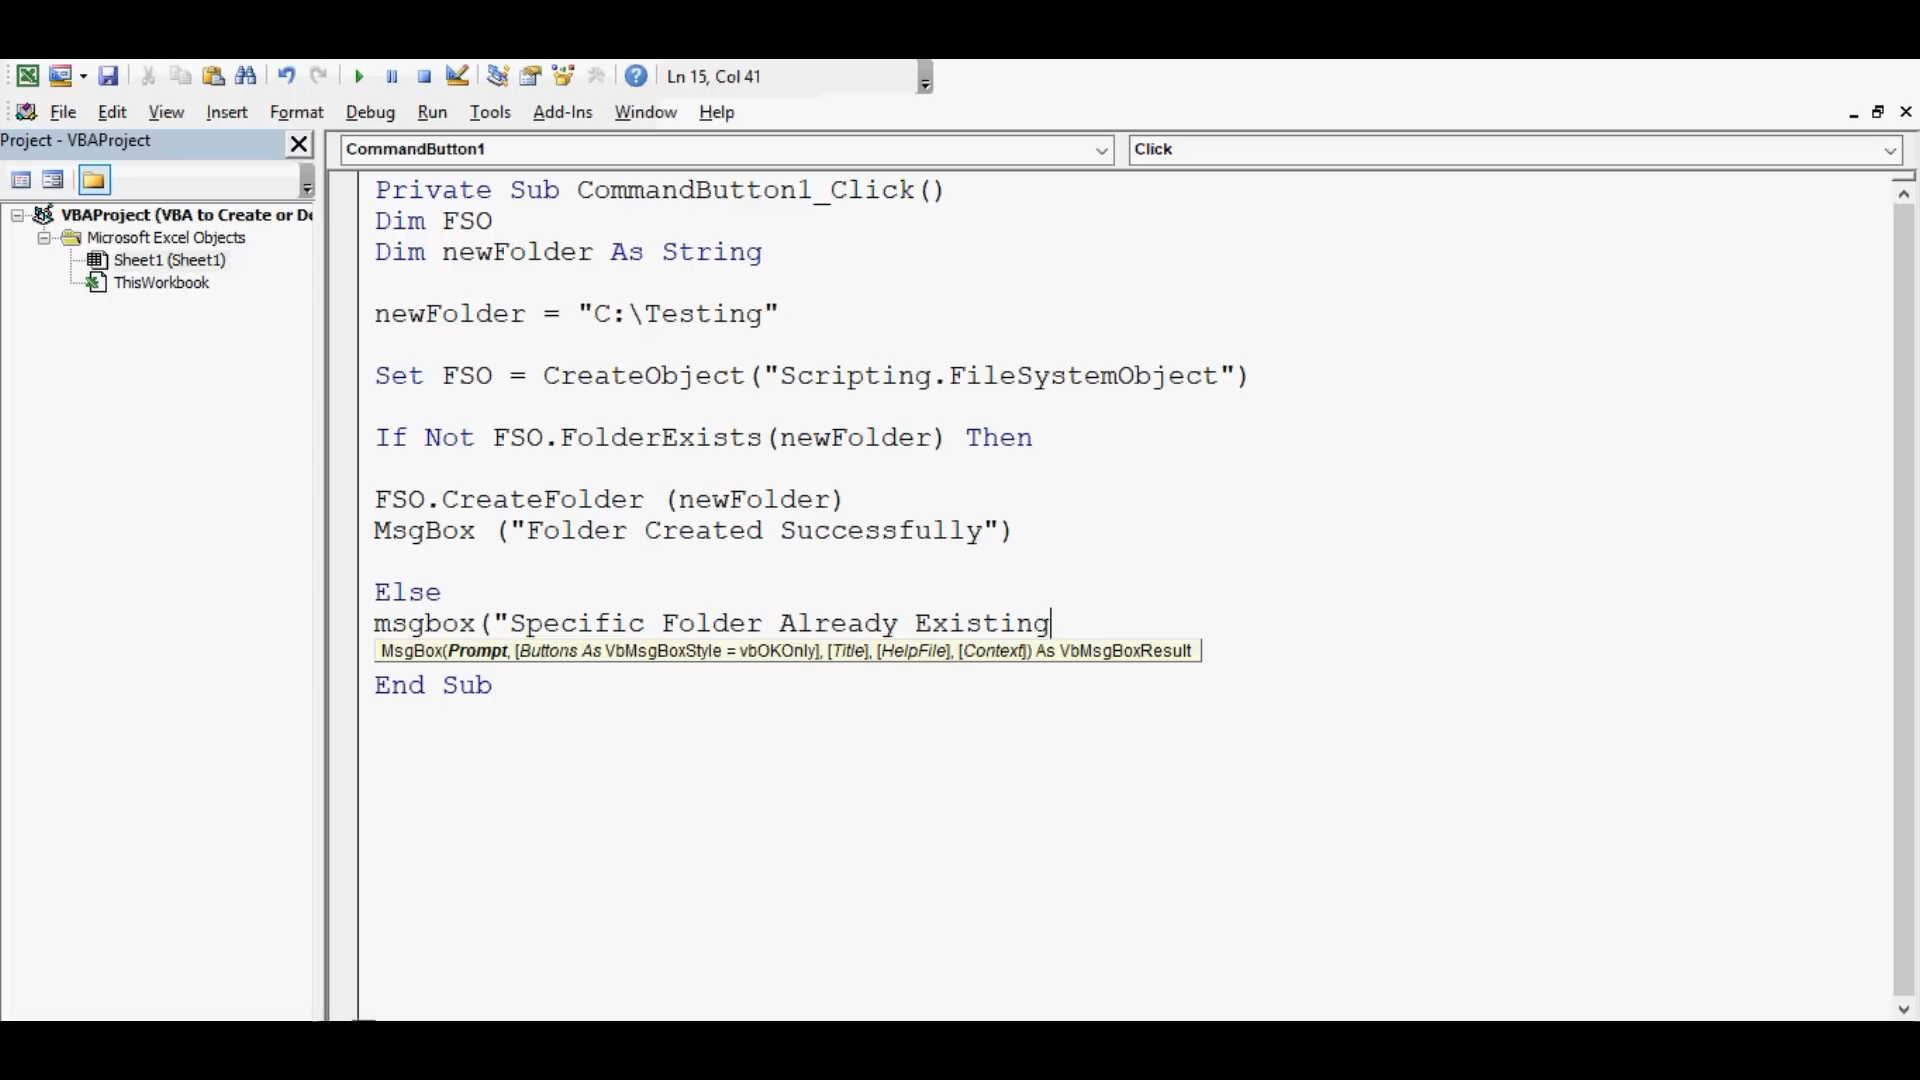 Ln 15, Col 41
File Edit View Insert Format Debug Run Tools Add-Ins Window Help
Project - VBAProject
CommandButton1
Click
VBAProject (VBA to Create or De
Microsoft Excel Objects
Sheet1 (Sheet1)
ThisWorkbook
Private Sub CommandButton1_Click()
Dim FSO
Dim newFolder As String
newFolder = "C:\Testing"
Set FSO = CreateObject("Scripting.FileSystemObject")
If Not FSO.FolderExists(newFolder) Then
FSO.CreateFolder (newFolder)
MsgBox ("Folder Created Successfully")
Else
msgbox("Specific Folder Already Existing
MsgBox(Prompt, [Buttons As VbMsgBoxStyle = vbOKOnly], [Title], [HelpFile], [Context]) As VbMsgBoxResult
End Sub